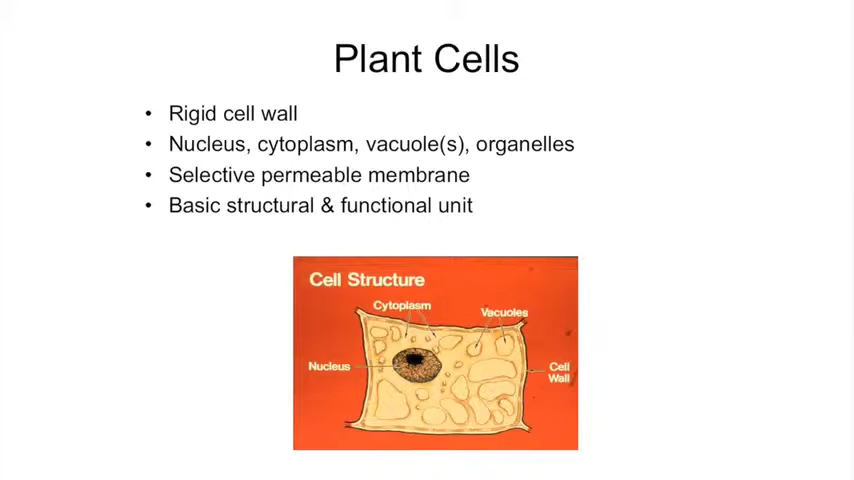 Plant Cells
• Rigid cell wall
• Nucleus, cytoplasm, vacuole(s), organelles
• Selective permeable membrane
• Basic structural & functional unit
Cell Structure
Cytoplasm
Vacuoles
Nucleus
Cell
Wall